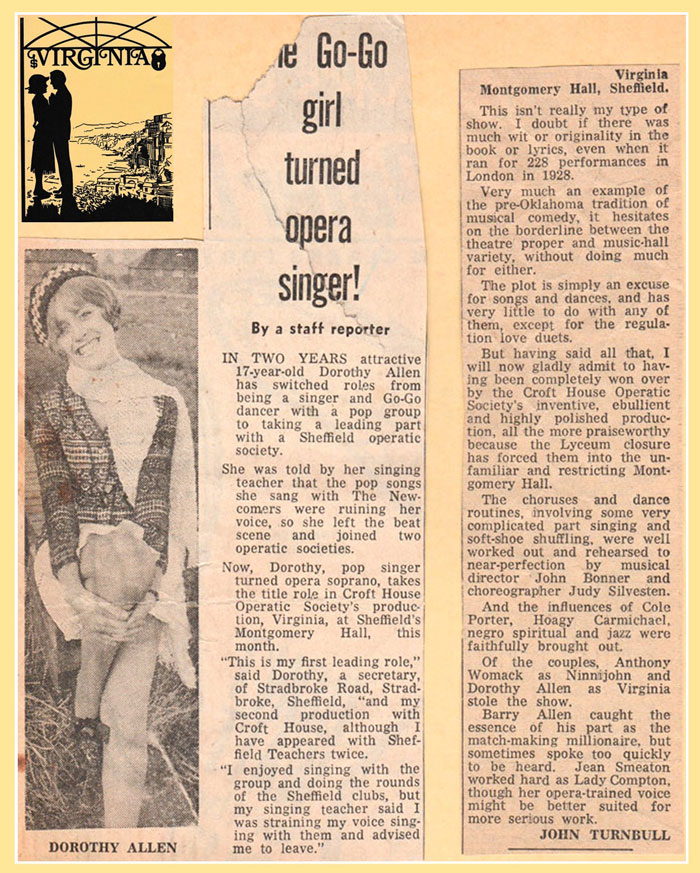 VIRGINIA
$
Go-Go
girl
turned
opera
singer!
By a staff reporter
IN TWO YEARS attractive
17-year-old Dorothy Allen
has switched roles from
being a singer and Go-Go
dancer with a pop group
to taking a leading part
with a Sheffield operatic
society.
She was told by her singing
teacher that the pop songs
she sang with The New-
comers were ruining her
voice, so she left the beat
scene and joined two
operatic societies.
Now, Dorothy, pop singer
turned opera soprano, takes
the title role in Croft House
Operatic Society's produc-
tion, Virginia, at Sheffield's
Montgomery Hall, this
month.
"This is my first leading role,"
said Dorothy, a secretary,
of Stradbroke Road, Strad-
broke, Sheffield, "and my
second production with
Croft House, although I
have appeared with Shef-
field Teachers twice.
"I enjoyed singing with the
group and doing the rounds
of the Sheffield clubs, but
my singing teacher said I
was straining my voice sing-
ing with them and advised
me to leave."
DOROTHY ALLEN
Virginia
Montgomery Hall, Sheffield.
This isn't really my type of
show. I doubt if there was
much wit or originality in the
book or lyrics, even when it
ran for 228 performances in
London in 1928.
Very much an example of
the pre-Oklahoma tradition of
musical comedy, it hesitates
on the borderline between the
theatre proper and music-hall
variety, without doing much
for either.
The plot is simply an excuse
for songs and dances, and has
very little to do with any of
them, except for the regula-
tion love duets.
But having said all that, I
will now gladly admit to hav-
ing been completely won over
by the Croft House Operatic
Society's inventive, ebullient
and highly polished produc-
tion, all the more praiseworthy
because the Lyceum closure
has forced them into the un-
familiar and restricting Mont-
gomery Hall.
The choruses and dance
routines, involving some very
complicated part singing and
soft-shoe shuffling, were well
worked out and rehearsed to
near-perfection by musical
director John Bonner and
choreographer Judy Silvesten.
And the influences of Cole
Porter, Hoagy Carmichael,
negro spiritual and jazz were
faithfully brought out.
Of the couples, Anthony
Womack as Ninnijohn and
Dorothy Allen as Virginia
stole the show.
Barry Allen caught the
essence of his part as the
match-making millionaire, but
sometimes spoke too quickly
to be heard. Jean Smeaton
worked hard as Lady Compton,
though her opera-trained voice
might be better suited for
more serious work.
JOHN TURNBULL